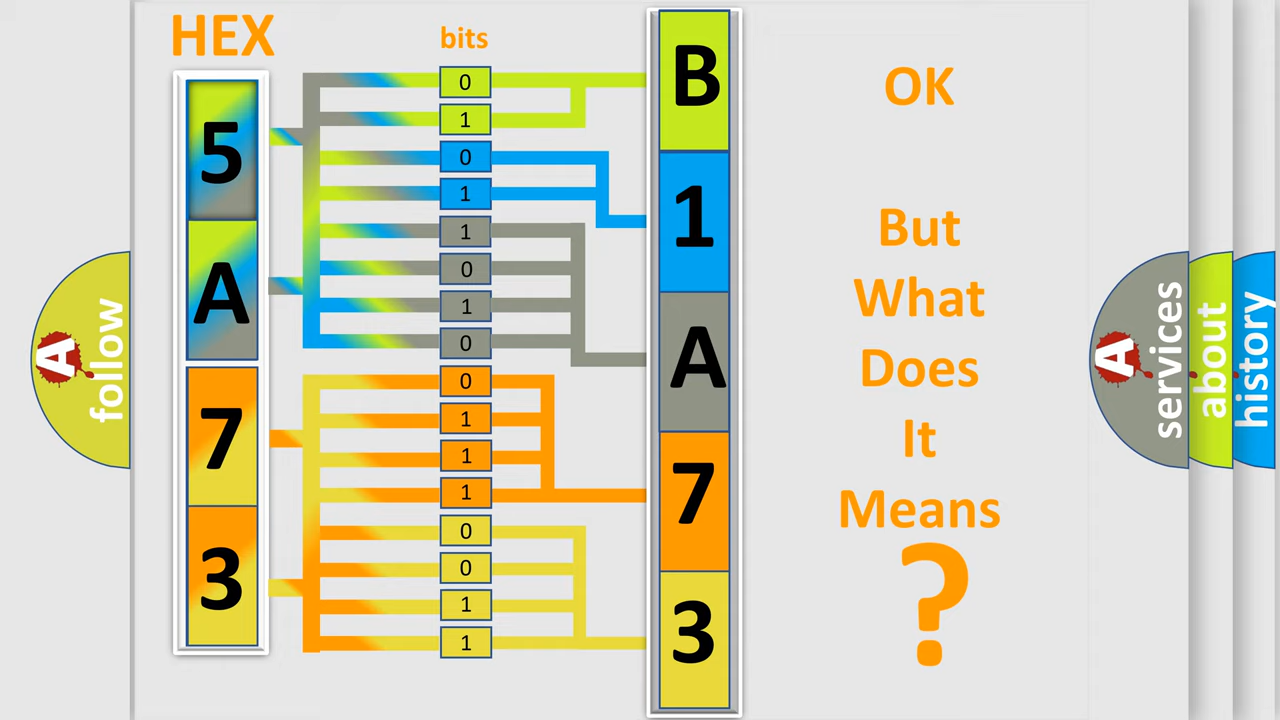 HEX
bits
5
A
7
3
0
1
0
1
1
0
1
0
0
1
1
1
0
0
1
1
B
1
A
7
3
OK
But
What
Does
It
Means
?
A
follow
A
services
about
history